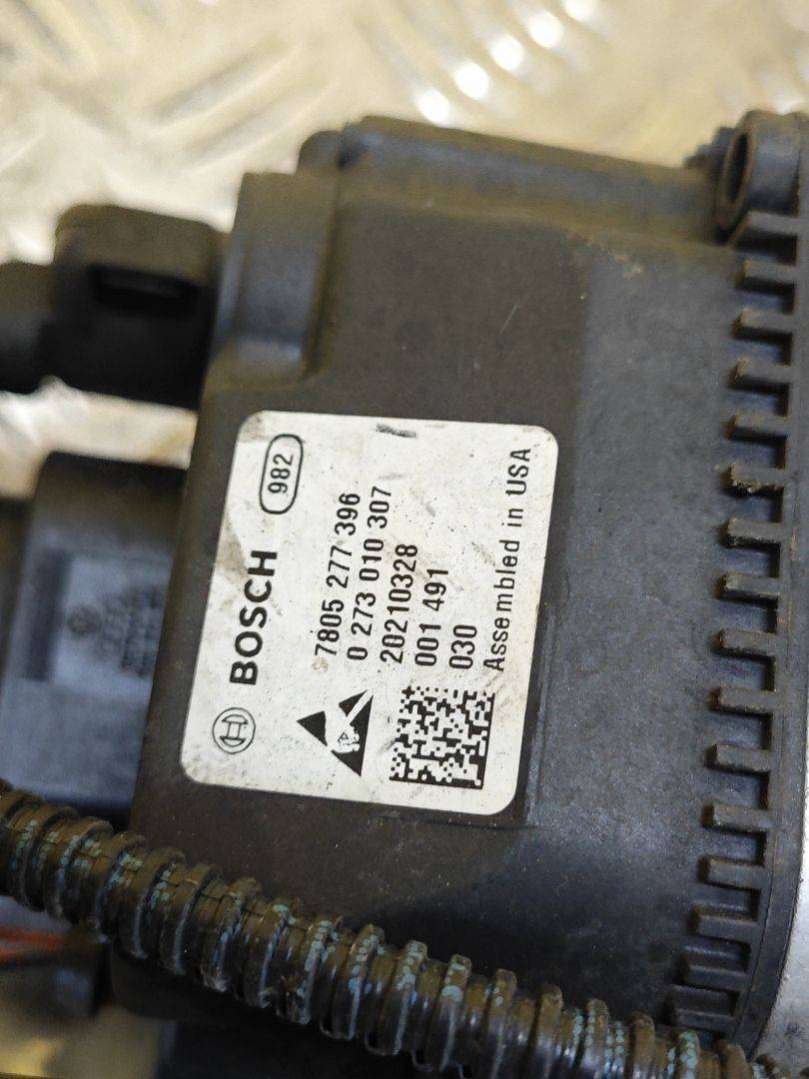 BOSCH
982
7805 277 396
0 273 010 307
20210328
001 491
030
Assembled in USA